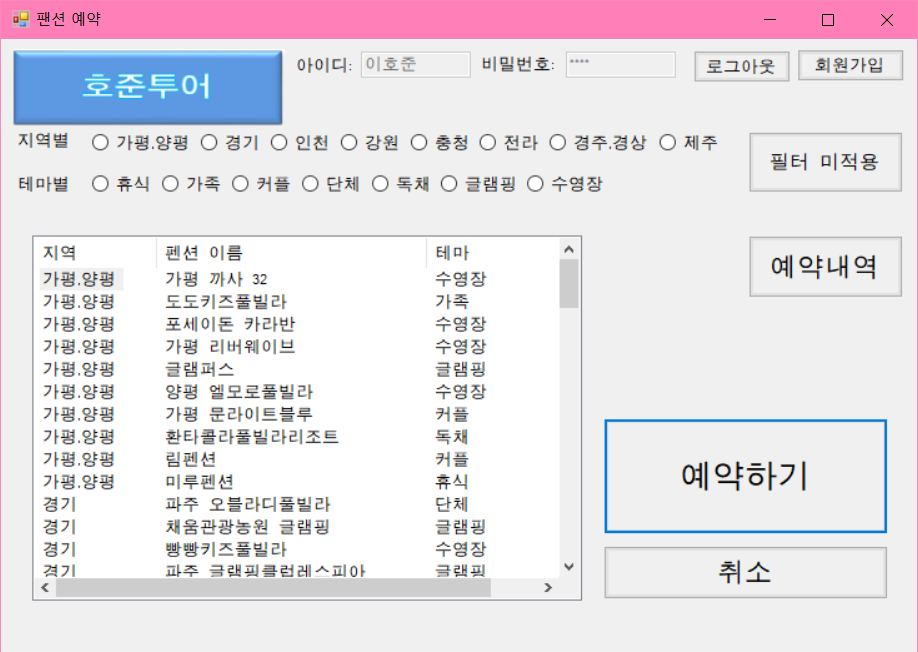 팬션 예약
호준투어
아이디: 이호준 비밀번호: **** 로그아웃 회원가입
지역별 가평.양평 경기 인천 강원 충청 전라 경주.경상 제주
필터 미적용
테마별 휴식 가족 커플 단체 독채 글램핑 수영장
예약내역
지역 펜션 이름 테마
가평.양평 가평 까사 32 수영장
가평.양평 도도키즈풀빌라 가족
가평.양평 포세이돈 카라반 수영장
가평.양평 가평 리버웨이브 수영장
가평.양평 글램퍼스 글램핑
가평.양평 양평 엘모로풀빌라 수영장
가평.양평 가평 문라이트블루 커플
가평.양평 환타콜라풀빌라리조트 독채
가평.양평 림펜션 커플
가평.양평 미루펜션 휴식
경기 파주 오블라디풀빌라 단체
경기 채움관광농원 글램핑 글램핑
경기 빵빵키즈풀빌라 수영장
경기 파주 글램핑클럽레스피아 글램핑
예약하기
취소